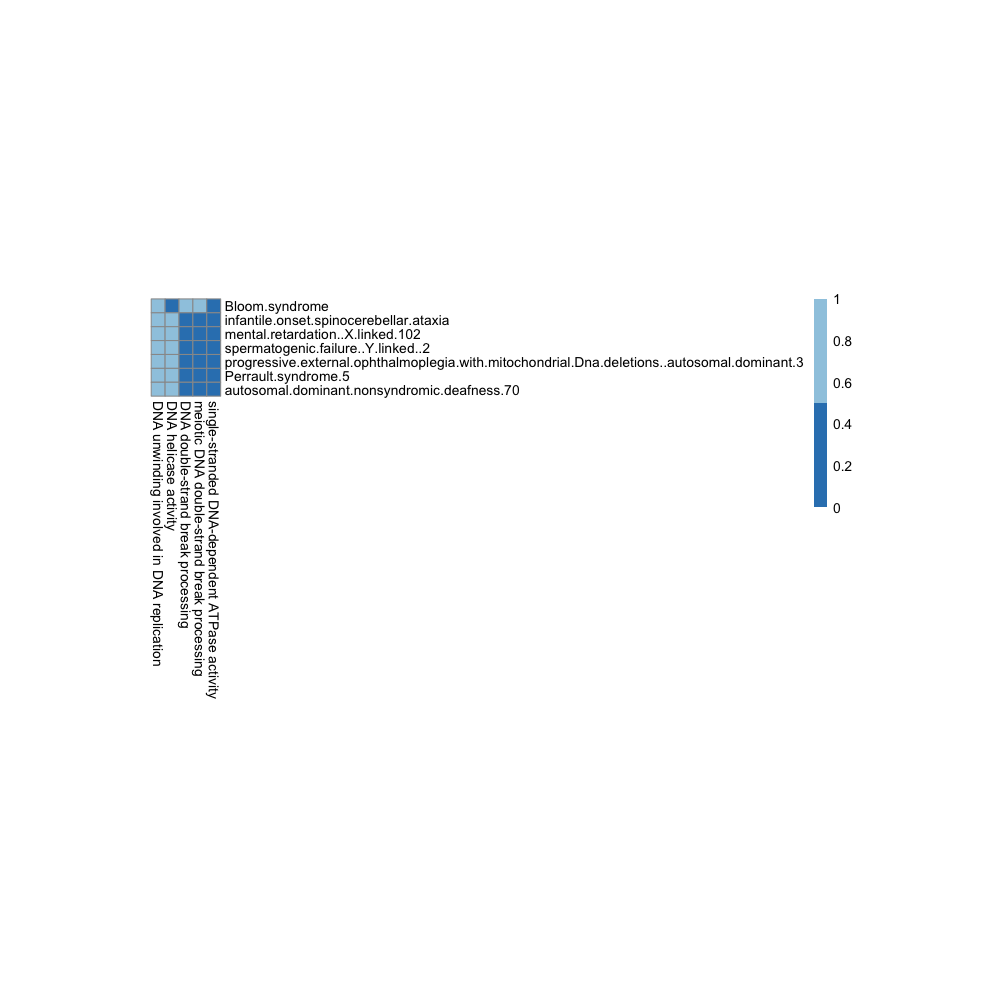 Bloom.syndrome
infantile.onset.spinocerebellar.ataxia
mental.retardation..X.linked.102
spermatogenic.failure..Y.linked..2
progressive.external.ophthalmoplegia.with.mitochondrial.Dna.deletions..autosomal.dominant.3
Perrault.syndrome.5
autosomal.dominant.nonsyndromic.deafness.70
1
0.8
0.6
0.4
0.2
0
DNA unwinding involved in DNA replication
DNA helicase activity
DNA double-strand break processing
meiotic DNA double-strand break processing
single-stranded DNA-dependent ATPase activity